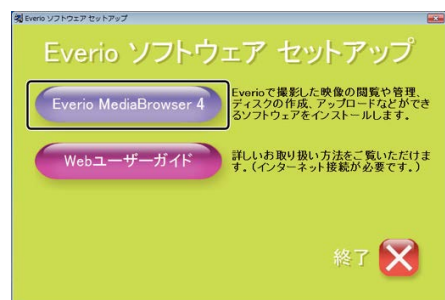 Everio ソフトウェア セットアップ
Everio ソフトウェア セットアップ
Everio MediaBrowser 4
Everioで撮影した映像の閲覧や管理、
ディスクの作成、アップロードなどができ
るソフトウェアをインストールします。
Webユーザーガイド
詳しいお取り扱い方法をご覧いただけま
す。(インターネット接続が必要です。)
終了